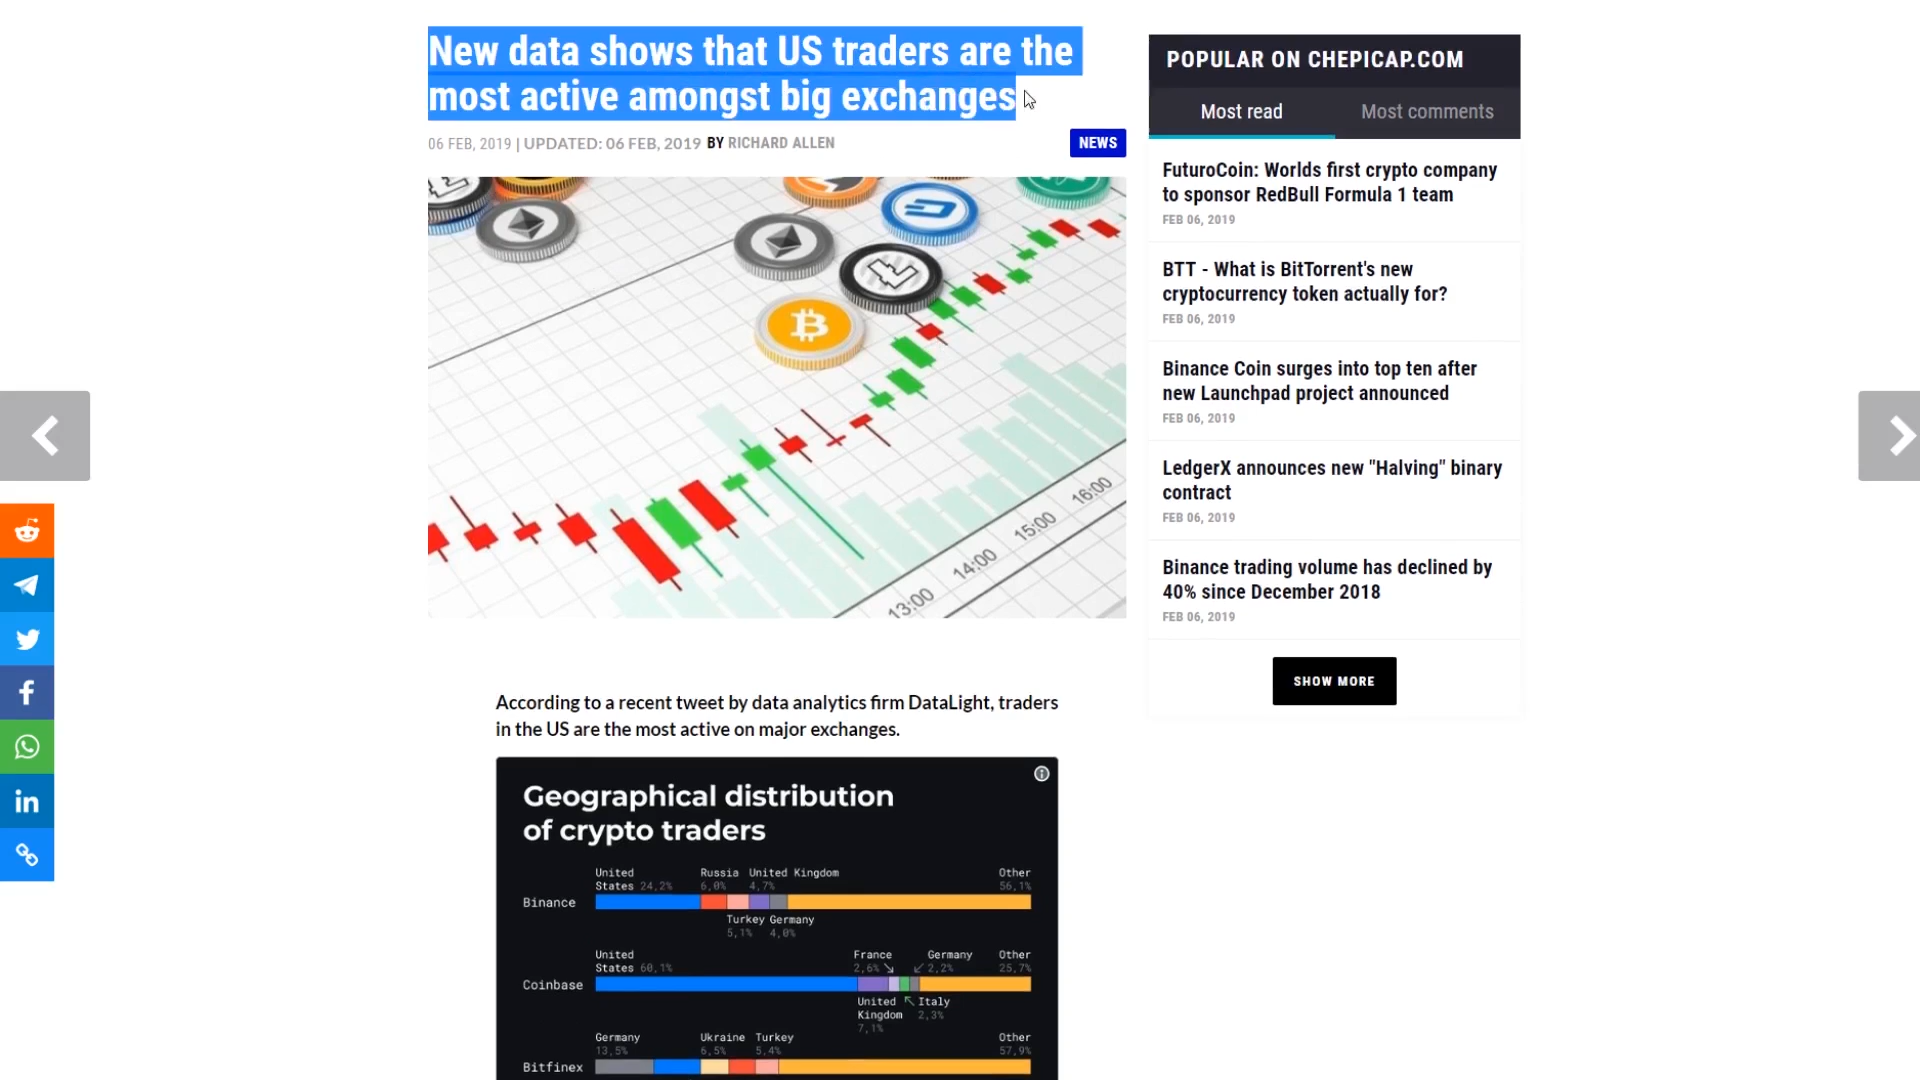 New data shows that US traders are the
most active amongst big exchanges
06 FEB, 2019 | UPDATED: 06 FEB, 2019 BY RICHARD ALLEN
NEWS
13:00 14:00 15:00 16:00
According to a recent tweet by data analytics firm DataLight, traders
in the US are the most active on major exchanges.
Geographical distribution
of crypto traders
United Russia United Kingdom Other
States 24,2% 6,0% 4,7% 56,1%
Binance
Turkey Germany
5,1% 4,0%
United France Germany Other
States 60,1% 2,6% 2,2% 25,7%
Coinbase
United Italy
Kingdom 2,3%
7,1%
Germany Ukraine Turkey Other
13,5% 6,5% 5,4% 57,9%
Bitfinex
POPULAR ON CHEPICAP.COM
Most read Most comments
FuturoCoin: Worlds first crypto company
to sponsor RedBull Formula 1 team
FEB 06, 2019
BTT - What is BitTorrent's new
cryptocurrency token actually for?
FEB 06, 2019
Binance Coin surges into top ten after
new Launchpad project announced
FEB 06, 2019
LedgerX announces new "Halving" binary
contract
FEB 06, 2019
Binance trading volume has declined by
40% since December 2018
FEB 06, 2019
SHOW MORE